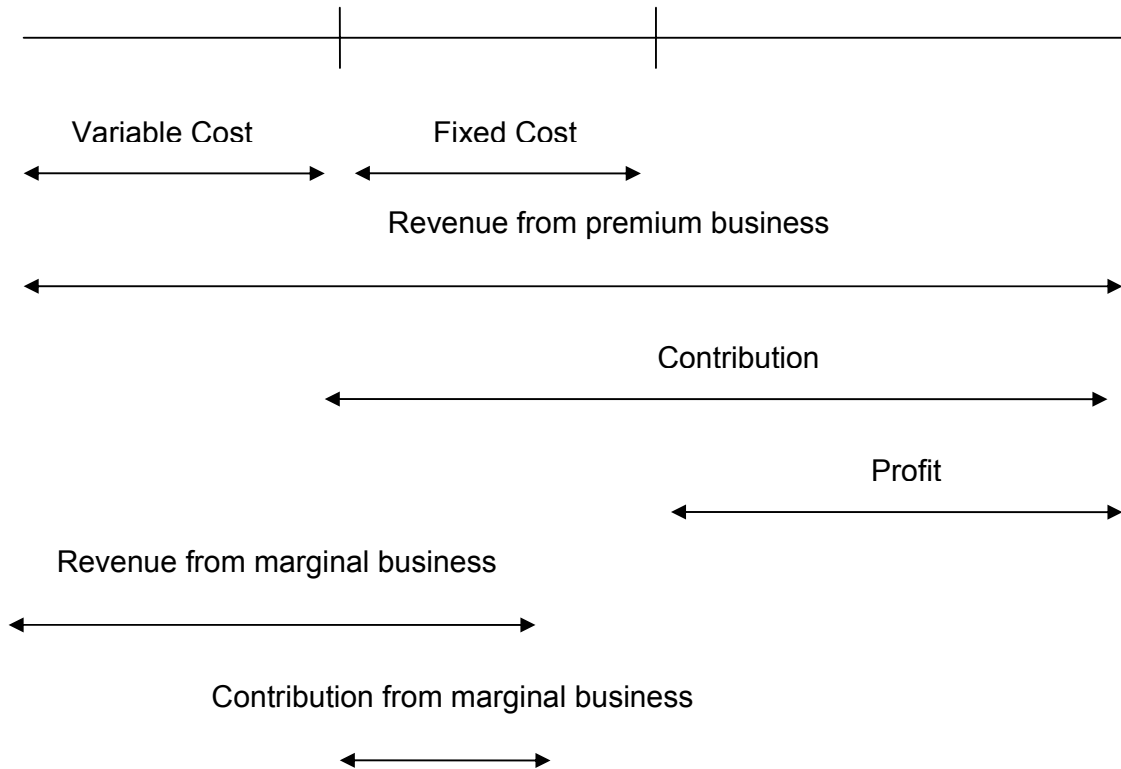 Variable Cost
Fixed Cost
Revenue from premium business
Contribution
Profit
Revenue from marginal business
Contribution from marginal business